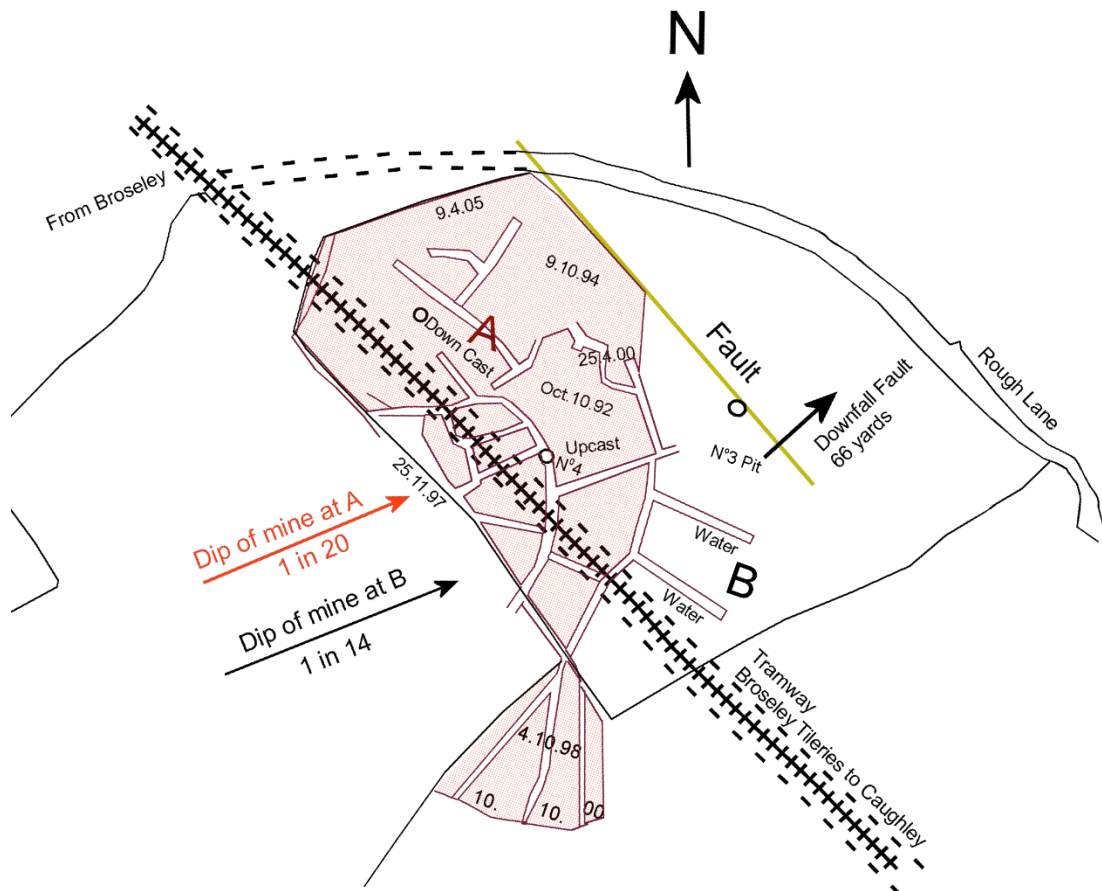 N
From Broseley
9.4.05
9.10.94
Down Cast
A
25.4.00
Fault
Oct.10.92
Rough Lane
Downfall Fault
66 yards
N°3 Pit
Upcast
N°4
25.11.97
Dip of mine at A
1 in 20
Water
B
Water
Dip of mine at B
1 in 14
Tramway
Broseley Tileries to Caughley
4.10.98
10.
10.
00